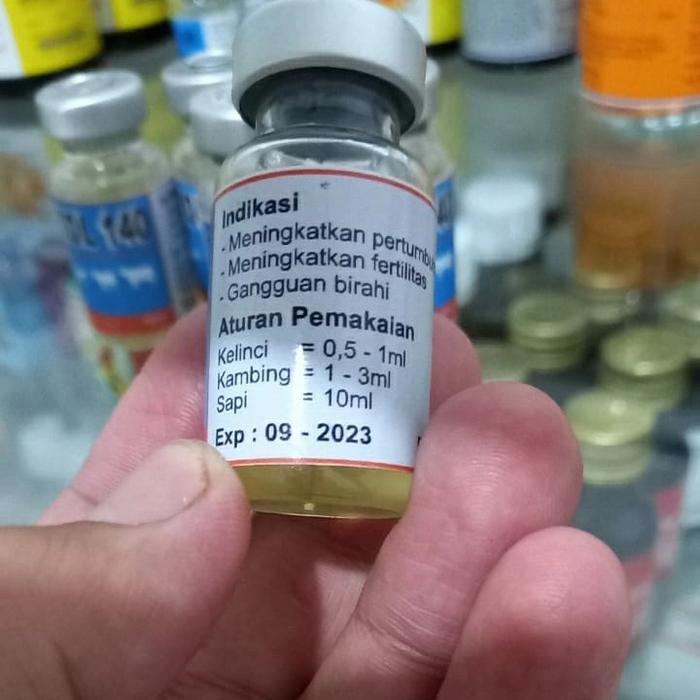 Indikasi
- Meningkatkan
- Meningkatkan fertilitas
- Gangguan birahi
Aturan Pemakaian
Kelinci = 0,5 - 1ml
Kambing = 1 - 3ml
Sapi = 10ml
Exp : 09 - 2023
140